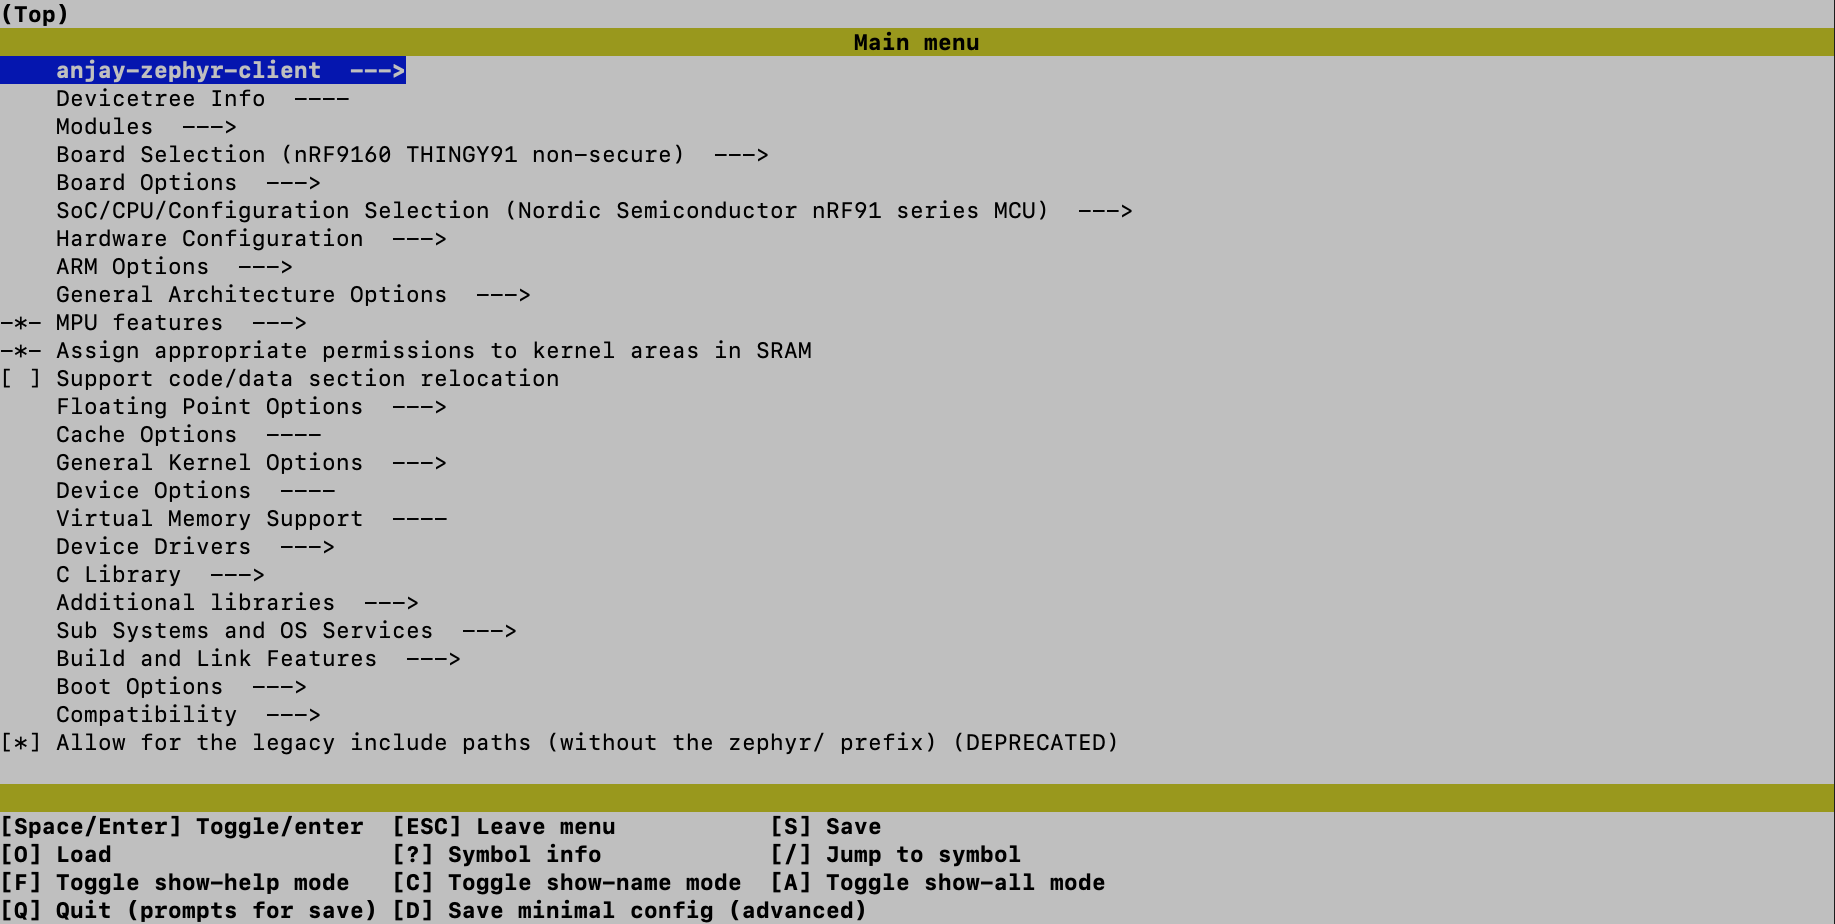 (Top)
Main menu
anjay-zephyr-client  --->
Devicetree Info  ----
Modules  --->
Board Selection (nRF9160 THINGY91 non-secure)  --->
Board Options  --->
SoC/CPU/Configuration Selection (Nordic Semiconductor nRF91 series MCU)  --->
Hardware Configuration  --->
ARM Options  --->
General Architecture Options  --->
-*- MPU features  --->
-*- Assign appropriate permissions to kernel areas in SRAM
[ ] Support code/data section relocation
Floating Point Options  --->
Cache Options  ----
General Kernel Options  --->
Device Options  ----
Virtual Memory Support  ----
Device Drivers  --->
C Library  --->
Additional libraries  --->
Sub Systems and OS Services  --->
Build and Link Features  --->
Boot Options  --->
Compatibility  --->
[*] Allow for the legacy include paths (without the zephyr/ prefix) (DEPRECATED)
[Space/Enter] Toggle/enter  [ESC] Leave menu           [S] Save
[O] Load                    [?] Symbol info            [/] Jump to symbol
[F] Toggle show-help mode   [C] Toggle show-name mode  [A] Toggle show-all mode
[Q] Quit (prompts for save) [D] Save minimal config (advanced)